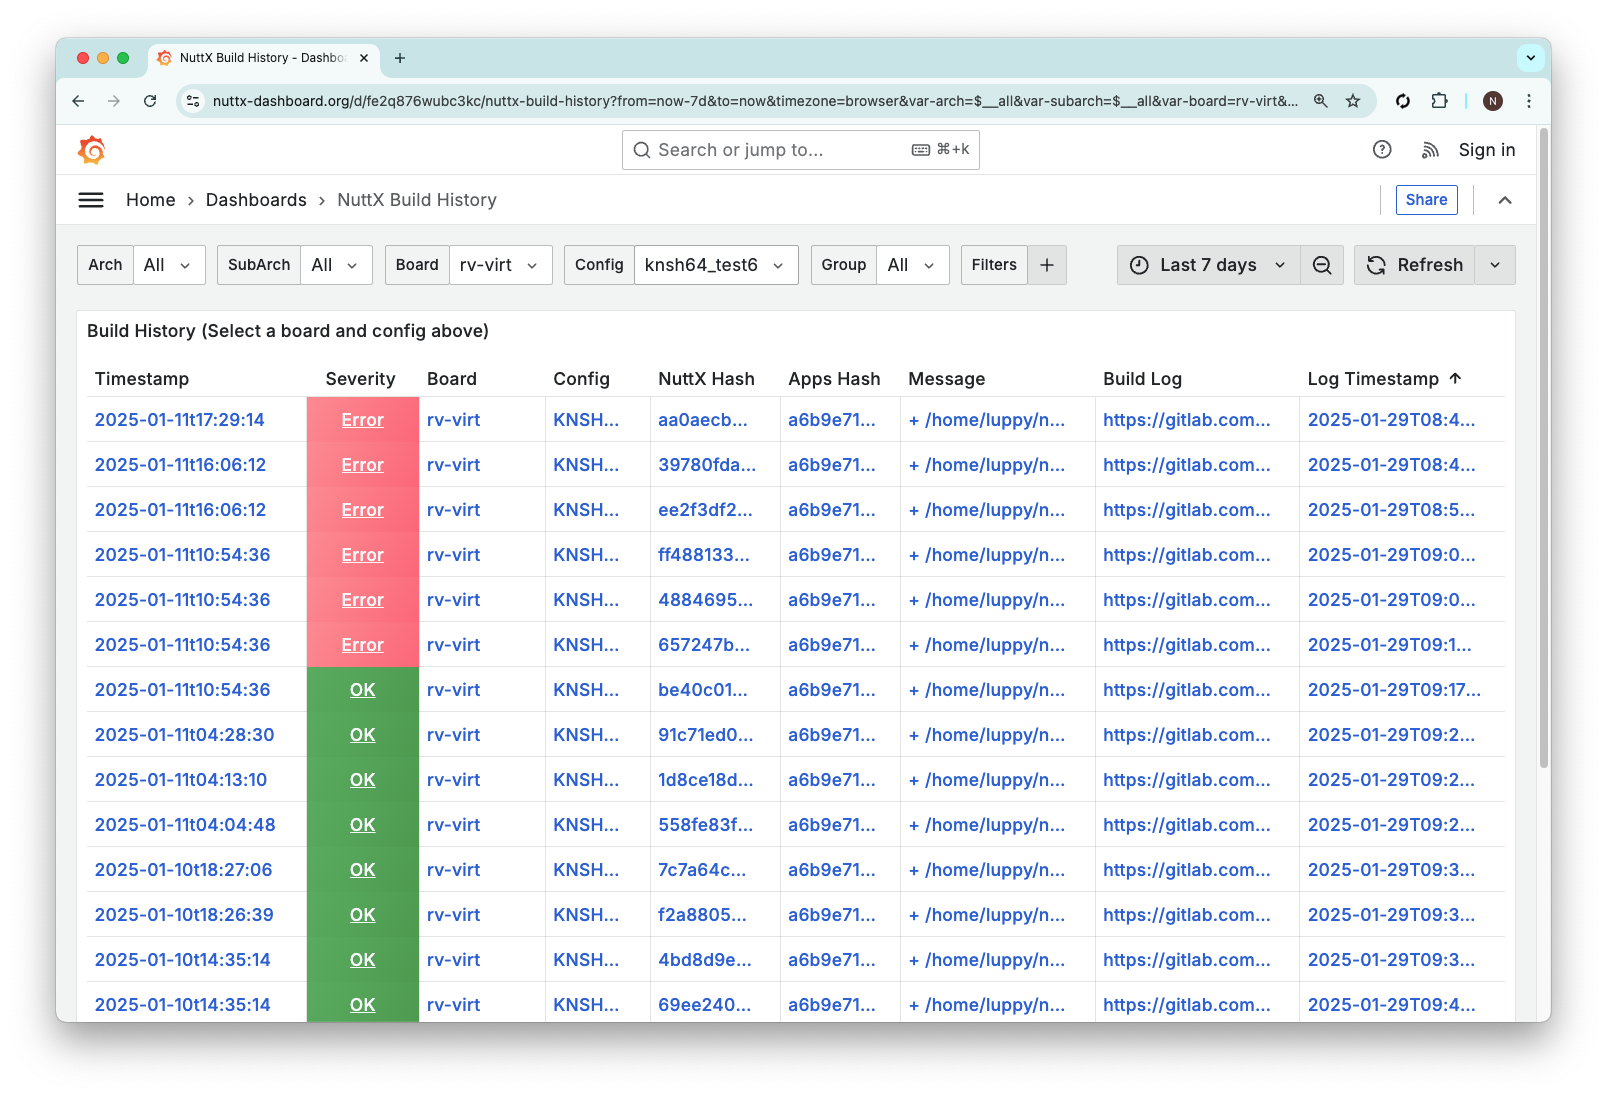 NuttX Build History - Dashbo
nuttx-dashboard.org/d/fe2q876wubc3kc/nuttx-build-history?from=now-7d&to=now&timezone=browser&var-arch=$__all&var-subarch=$__all&var-board=rv-virt&... N
Search or jump to... ⌘+k Sign in
Home › Dashboards › NuttX Build History Share
Arch All SubArch All Board rv-virt Config knsh64_test6 Group All Filters + Last 7 days Refresh
Build History (Select a board and config above)
Timestamp Severity Board Config NuttX Hash Apps Hash Message Build Log Log Timestamp ↑
2025-01-11t17:29:14 Error rv-virt KNSH... aa0aecb... a6b9e71... + /home/luppy/n... https://gitlab.com... 2025-01-29T08:4...
2025-01-11t16:06:12 Error rv-virt KNSH... 39780fda... a6b9e71... + /home/luppy/n... https://gitlab.com... 2025-01-29T08:4...
2025-01-11t16:06:12 Error rv-virt KNSH... ee2f3df2... a6b9e71... + /home/luppy/n... https://gitlab.com... 2025-01-29T08:5...
2025-01-11t10:54:36 Error rv-virt KNSH... ff488133... a6b9e71... + /home/luppy/n... https://gitlab.com... 2025-01-29T09:0...
2025-01-11t10:54:36 Error rv-virt KNSH... 4884695... a6b9e71... + /home/luppy/n... https://gitlab.com... 2025-01-29T09:0...
2025-01-11t10:54:36 Error rv-virt KNSH... 657247b... a6b9e71... + /home/luppy/n... https://gitlab.com... 2025-01-29T09:1...
2025-01-11t10:54:36 OK rv-virt KNSH... be40c01... a6b9e71... + /home/luppy/n... https://gitlab.com... 2025-01-29T09:17...
2025-01-11t04:28:30 OK rv-virt KNSH... 91c71ed0... a6b9e71... + /home/luppy/n... https://gitlab.com... 2025-01-29T09:2...
2025-01-11t04:13:10 OK rv-virt KNSH... 1d8ce18d... a6b9e71... + /home/luppy/n... https://gitlab.com... 2025-01-29T09:2...
2025-01-11t04:04:48 OK rv-virt KNSH... 558fe83f... a6b9e71... + /home/luppy/n... https://gitlab.com... 2025-01-29T09:2...
2025-01-10t18:27:06 OK rv-virt KNSH... 7c7a64c... a6b9e71... + /home/luppy/n... https://gitlab.com... 2025-01-29T09:3...
2025-01-10t18:26:39 OK rv-virt KNSH... f2a8805... a6b9e71... + /home/luppy/n... https://gitlab.com... 2025-01-29T09:3...
2025-01-10t14:35:14 OK rv-virt KNSH... 4bd8d9e... a6b9e71... + /home/luppy/n... https://gitlab.com... 2025-01-29T09:3...
2025-01-10t14:35:14 OK rv-virt KNSH... 69ee240... a6b9e71... + /home/luppy/n... https://gitlab.com... 2025-01-29T09:4...